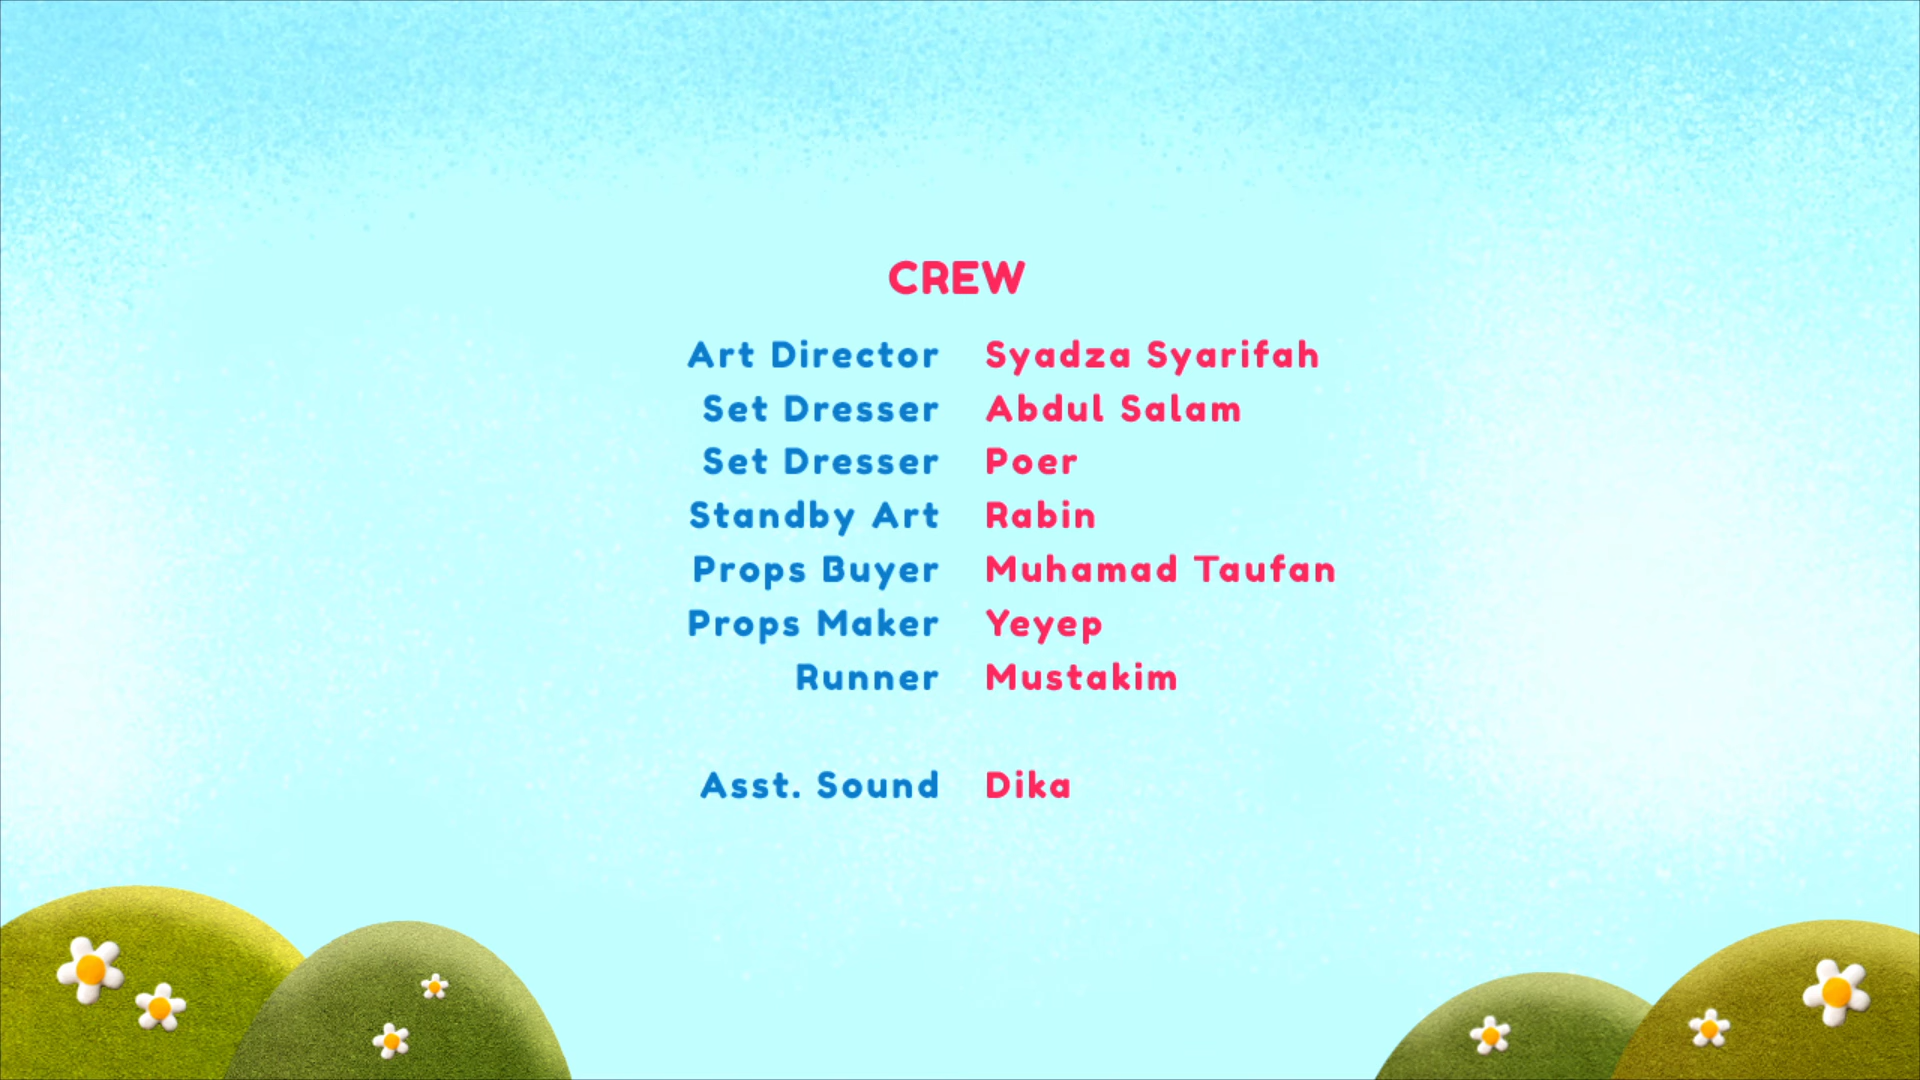 CREW
Art Director Syadza Syarifah
Set Dresser Abdul Salam
Set Dresser Poer
Standby Art Rabin
Props Buyer Muhamad Taufan
Props Maker Yeyep
Runner Mustakim
Asst. Sound Dika